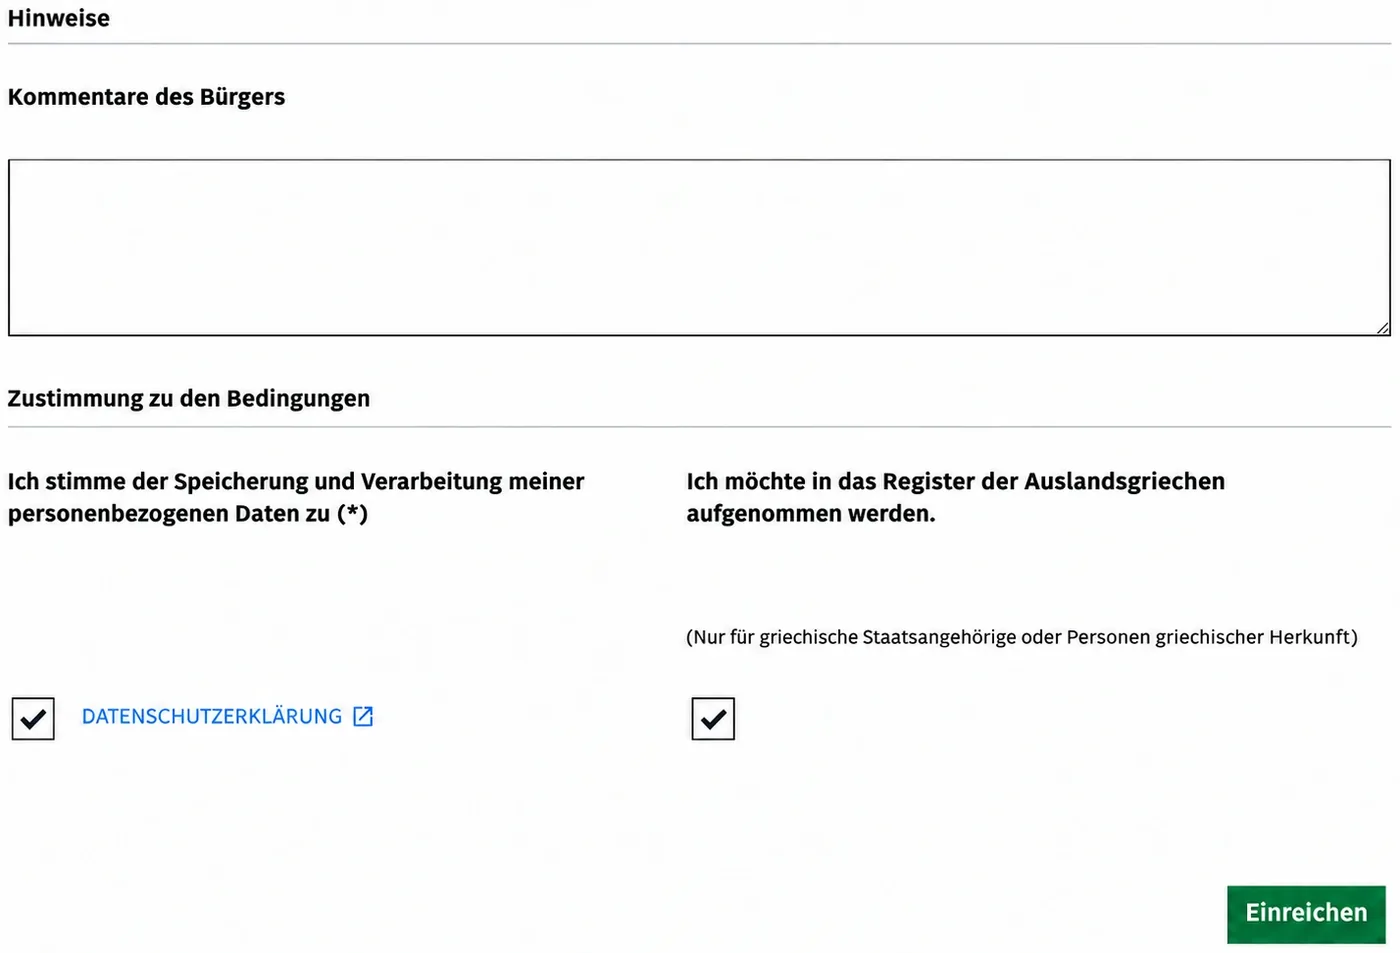 Hinweise
Kommentare des Bürgers
Zustimmung zu den Bedingungen
Ich stimme der Speicherung und Verarbeitung meiner
personenbezogenen Daten zu (*)
Ich möchte in das Register der Auslandsgriechen
aufgenommen werden.
(Nur für griechische Staatsangehörige oder Personen griechischer Herkunft)
DATENSCHUTZERKLÄRUNG
Einreichen